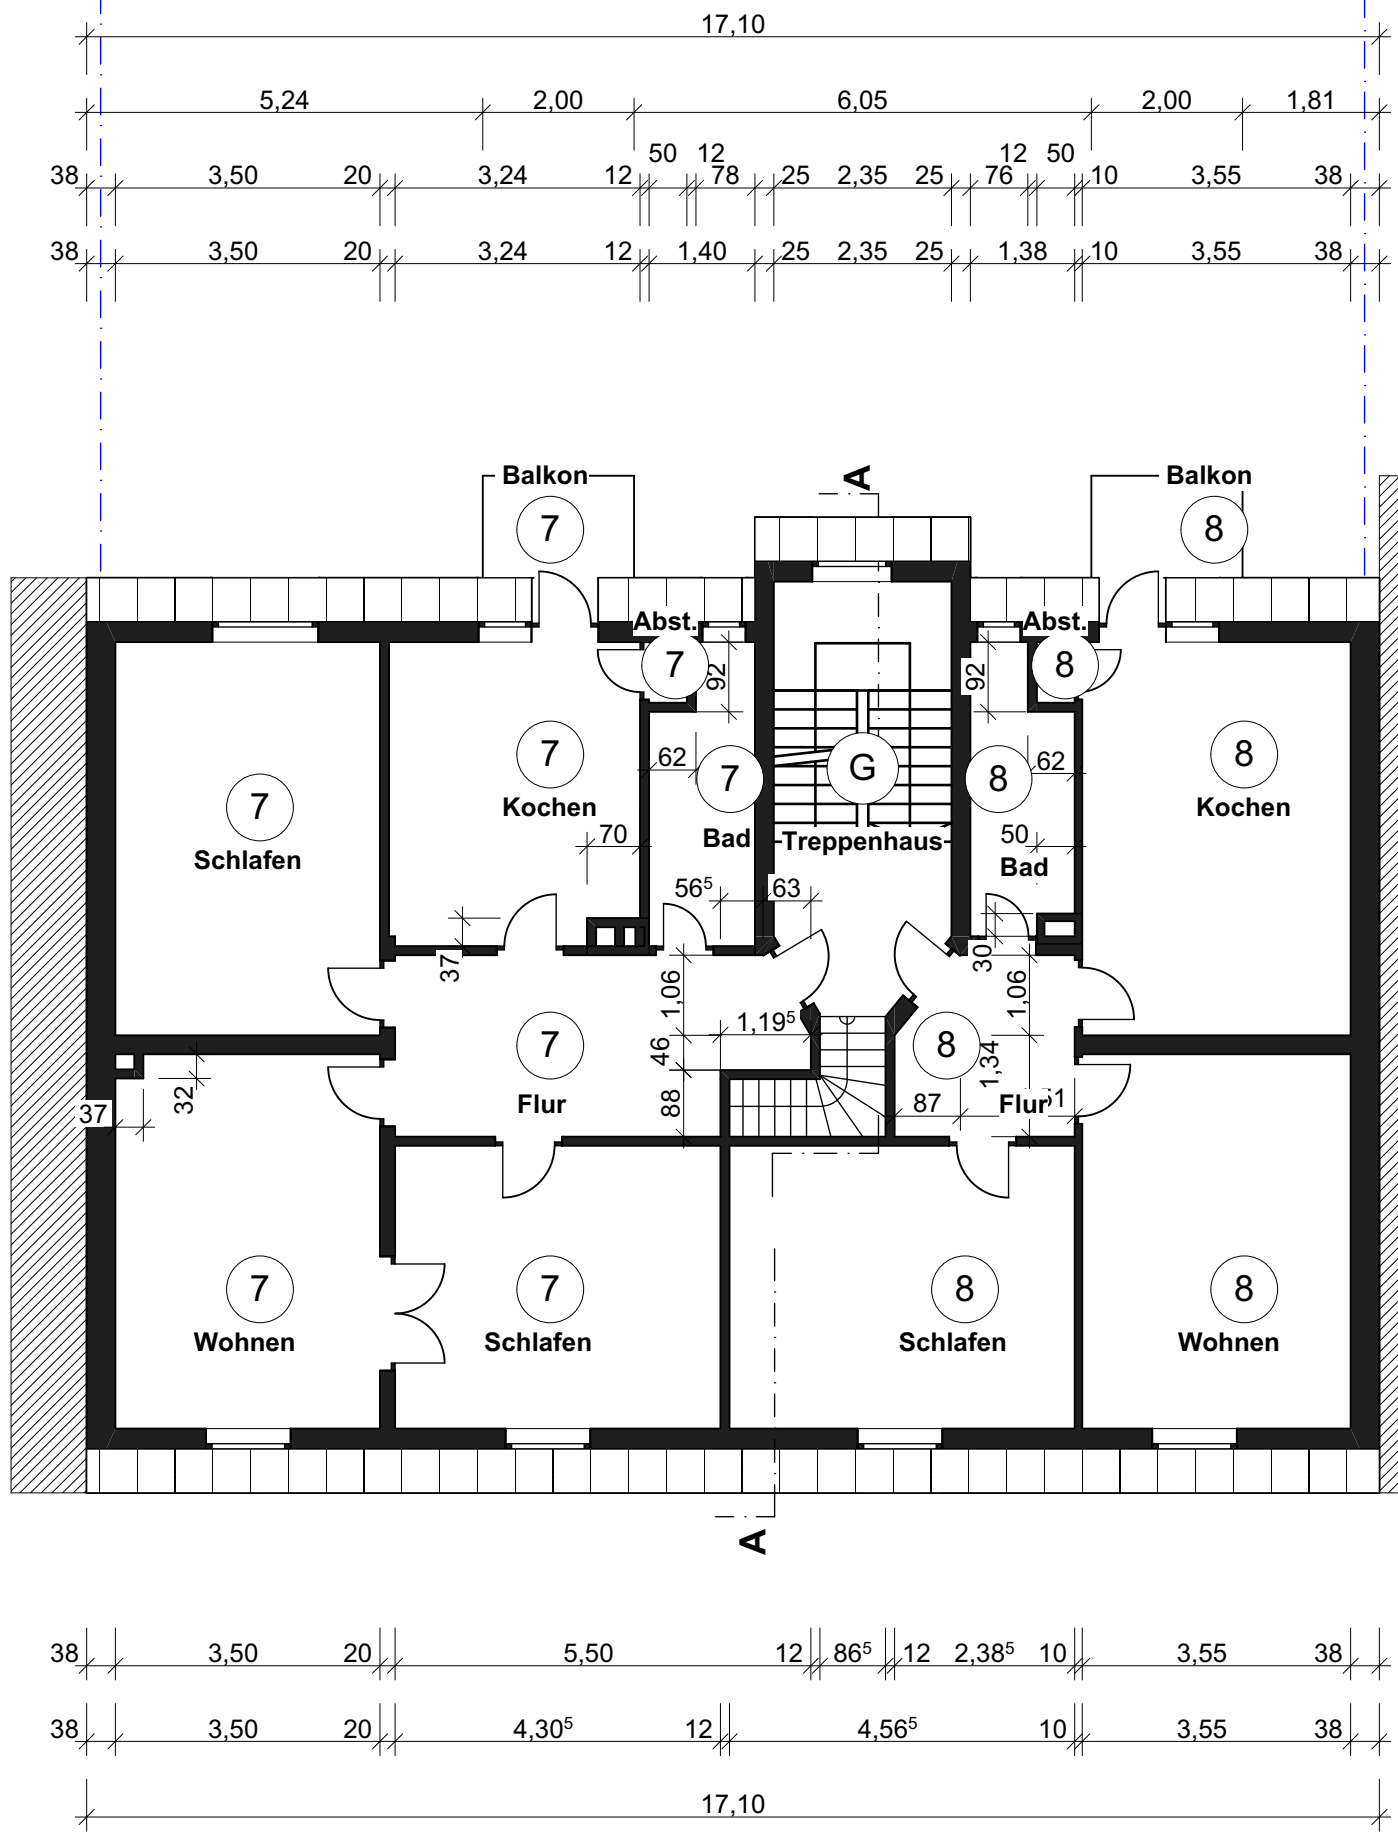 17,10
5,24 2,00 6,05 2,00 1,81
50 12 12 50
38 3,50 20 3,24 12 78 25 2,35 25 76 10 3,55 38
38 3,50 20 3,24 12 1,40 25 2,35 25 1,38 10 3,55 38
Balkon A Balkon
7 8
Abst. Abst.
7 8
92 92
7 62 7 G 8 62 8
7 Kochen Kochen
70 Bad Treppenhaus 50
Schlafen Bad
56⁵ 63
37 30
1,06 1,06
1,19⁵
7 46 8 1,34
32 88
37 Flur 87 Flur 51
7 7 8 8
Wohnen Schlafen Schlafen Wohnen
A
38 3,50 20 5,50 12 86⁵ 12 2,38⁵ 10 3,55 38
38 3,50 20 4,30⁵ 12 4,56⁵ 10 3,55 38
17,10